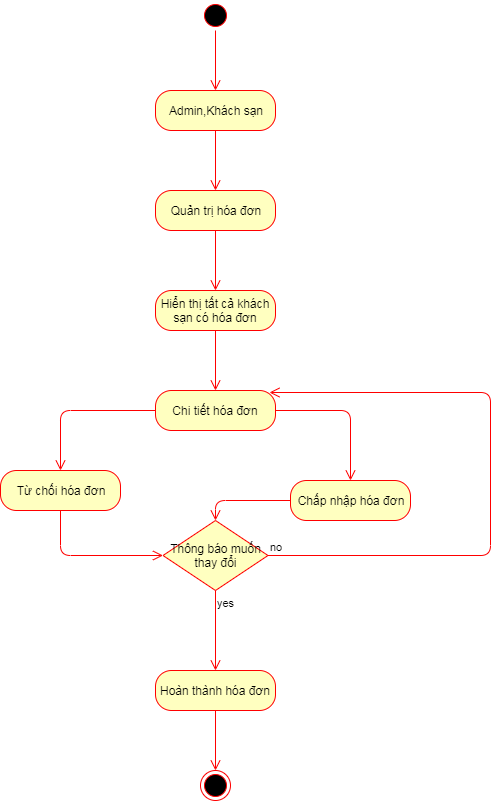 Admin,Khách sạn
Quản trị hóa đơn
Hiển thị tất cả khách
sạn có hóa đơn
Chi tiết hóa đơn
Từ chối hóa đơn
Chấp nhập hóa đơn
Thông báo muốn
thay đổi
no
yes
Hoàn thành hóa đơn